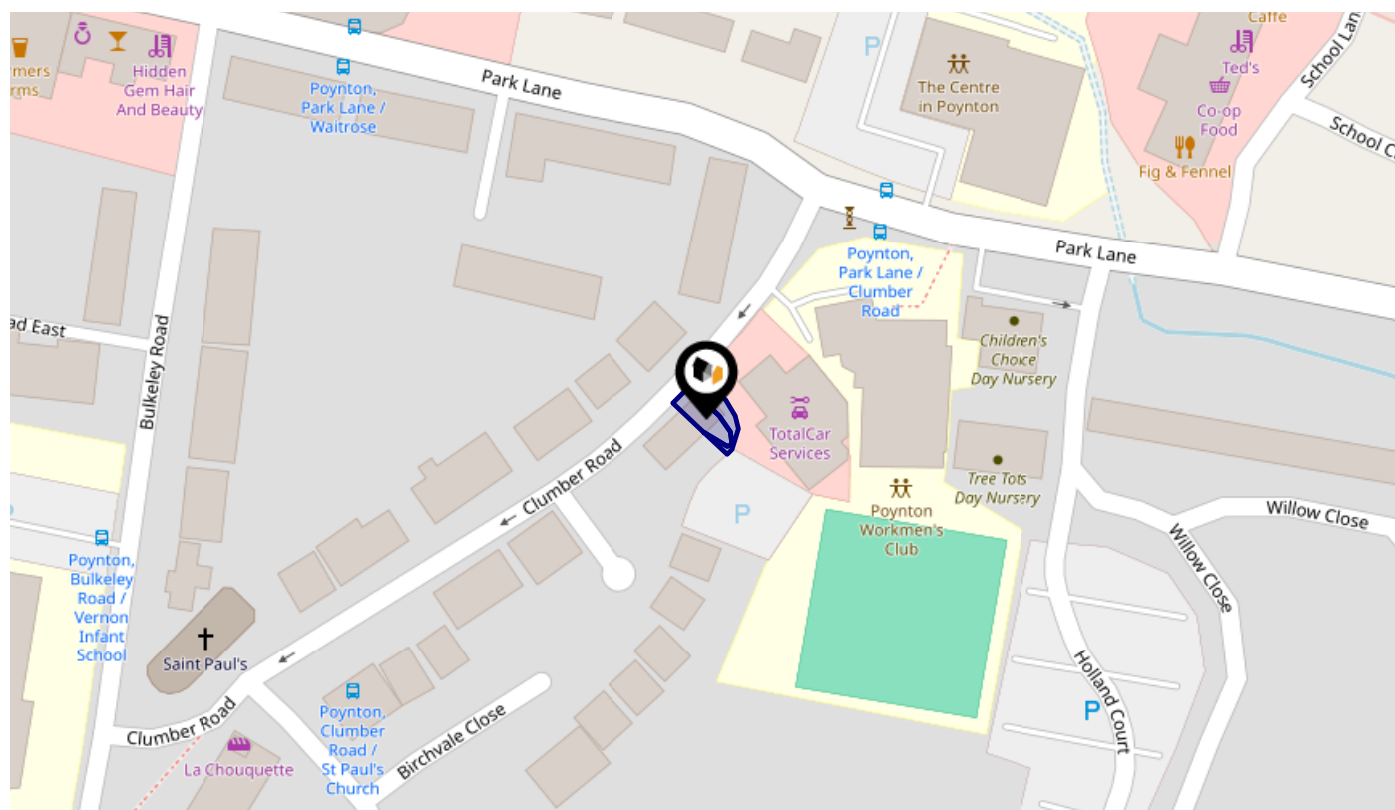 Caffe
School Lan
Ted's
Co-op
Food
School C
Fig & Fennel
The Centre
in Poynton
Park Lane
Poynton,
Park Lane /
Waitrose
Hidden
Gem Hair
And Beauty
rmers
rms
Park Lane
Poynton,
Park Lane /
Clumber
Road
Children's
Choice
Day Nursery
ad East
Bulkeley Road
TotalCar
Services
Tree Tots
Day Nursery
Clumber Road
P
P
Poynton
Workmen's
Club
Willow Close
Willow Close
Poynton,
Bulkeley
Road /
Vernon
Infant
School
Saint Paul's
Holland Court
P
Clumber Road
Poynton,
Clumber
Road /
St Paul's
Church
Birchvale Close
La Chouquette